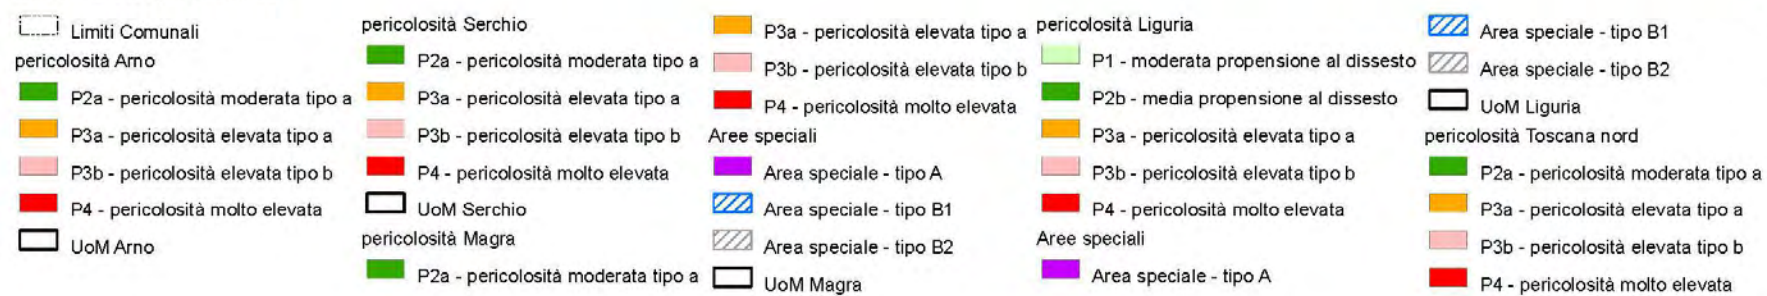 Limiti Comunali
pericolosità Arno
P2a - pericolosità moderata tipo a
P3a - pericolosità elevata tipo a
P3b - pericolosità elevata tipo b
P4 - pericolosità molto elevata
UoM Arno
pericolosità Serchio
P2a - pericolosità moderata tipo a
P3a - pericolosità elevata tipo a
P3b - pericolosità elevata tipo b
P4 - pericolosità molto elevata
UoM Serchio
pericolosità Magra
P2a - pericolosità moderata tipo a
P3a - pericolosità elevata tipo a
P3b - pericolosità elevata tipo b
P4 - pericolosità molto elevata
Aree speciali
Area speciale - tipo A
Area speciale - tipo B1
Area speciale - tipo B2
UoM Magra
pericolosità Liguria
P1 - moderata propensione al dissesto
P2b - media propensione al dissesto
P3a - pericolosità elevata tipo a
P3b - pericolosità elevata tipo b
P4 - pericolosità molto elevata
Aree speciali
Area speciale - tipo A
Area speciale - tipo B1
Area speciale - tipo B2
UoM Liguria
pericolosità Toscana nord
P2a - pericolosità moderata tipo a
P3a - pericolosità elevata tipo a
P3b - pericolosità elevata tipo b
P4 - pericolosità molto elevata